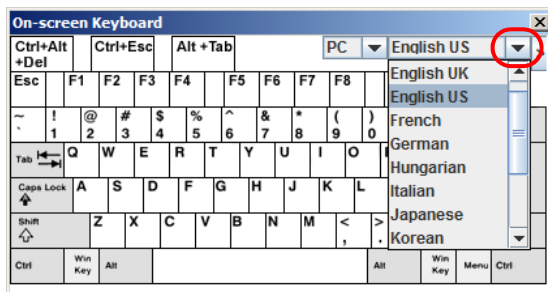 On-screen Keyboard
Ctrl+Alt +Del Ctrl+Esc Alt +Tab PC English US
English UK
English US
French
German
Hungarian
Italian
Japanese
Korean
Esc F1 F2 F3 F4 F5 F6 F7 F8
~ ! @ # $ % ^ & * ( )
` 1 2 3 4 5 6 7 8 9 0
Tab Q W E R T Y U I O
Caps Lock A S D F G H J K L
Shift Z X C V B N M < >
, .
Ctrl Win Key Alt Alt Win Key Menu Ctrl